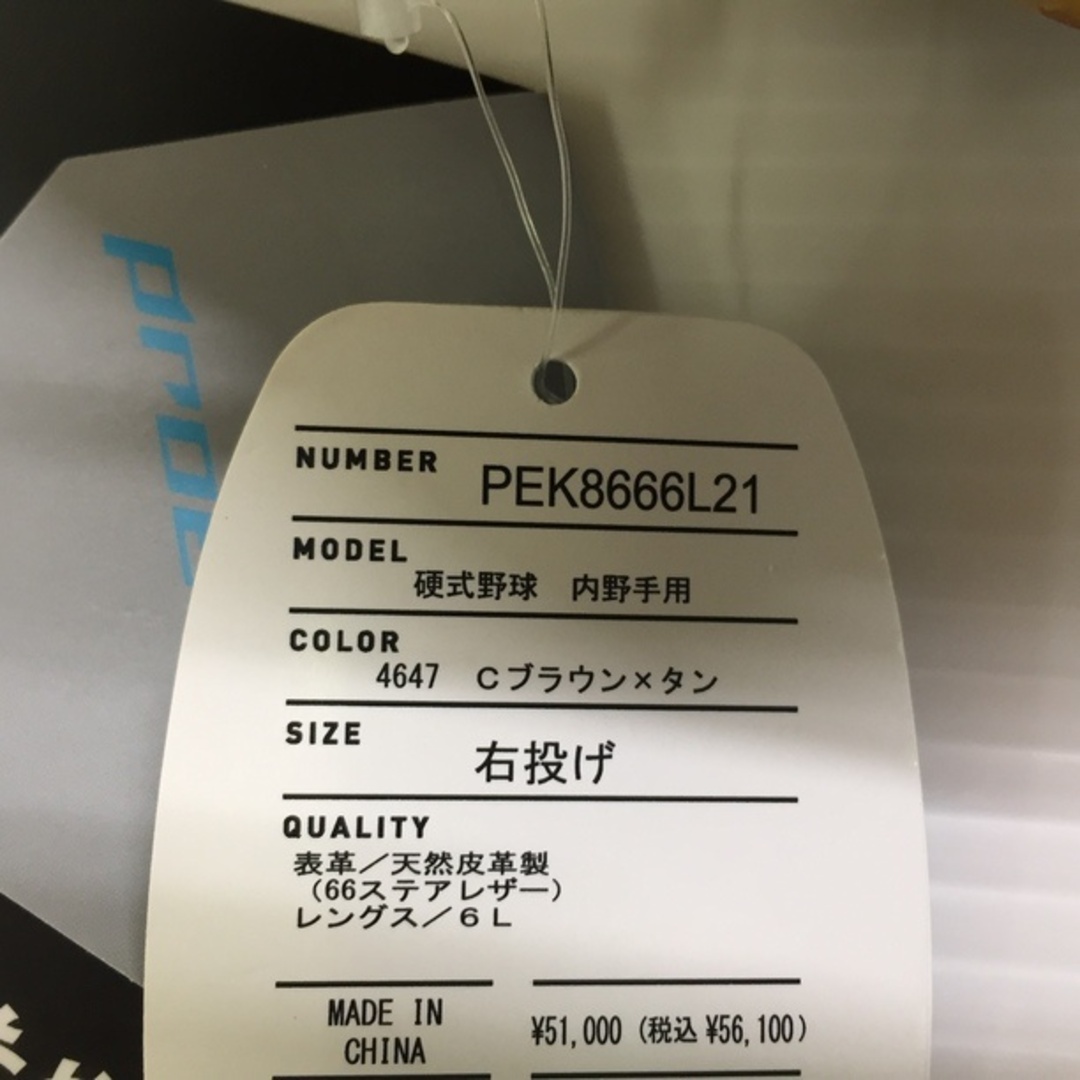 proe
NUMBER PEK8666L21
MODEL
硬式野球　内野手用
COLOR
4647　Cブラウン×タン
SIZE 右投げ
QUALITY
表革／天然皮革製
（66ステアレザー）
レングス／６Ｌ
MADE IN
CHINA
¥51,000（税込 ¥56,100）